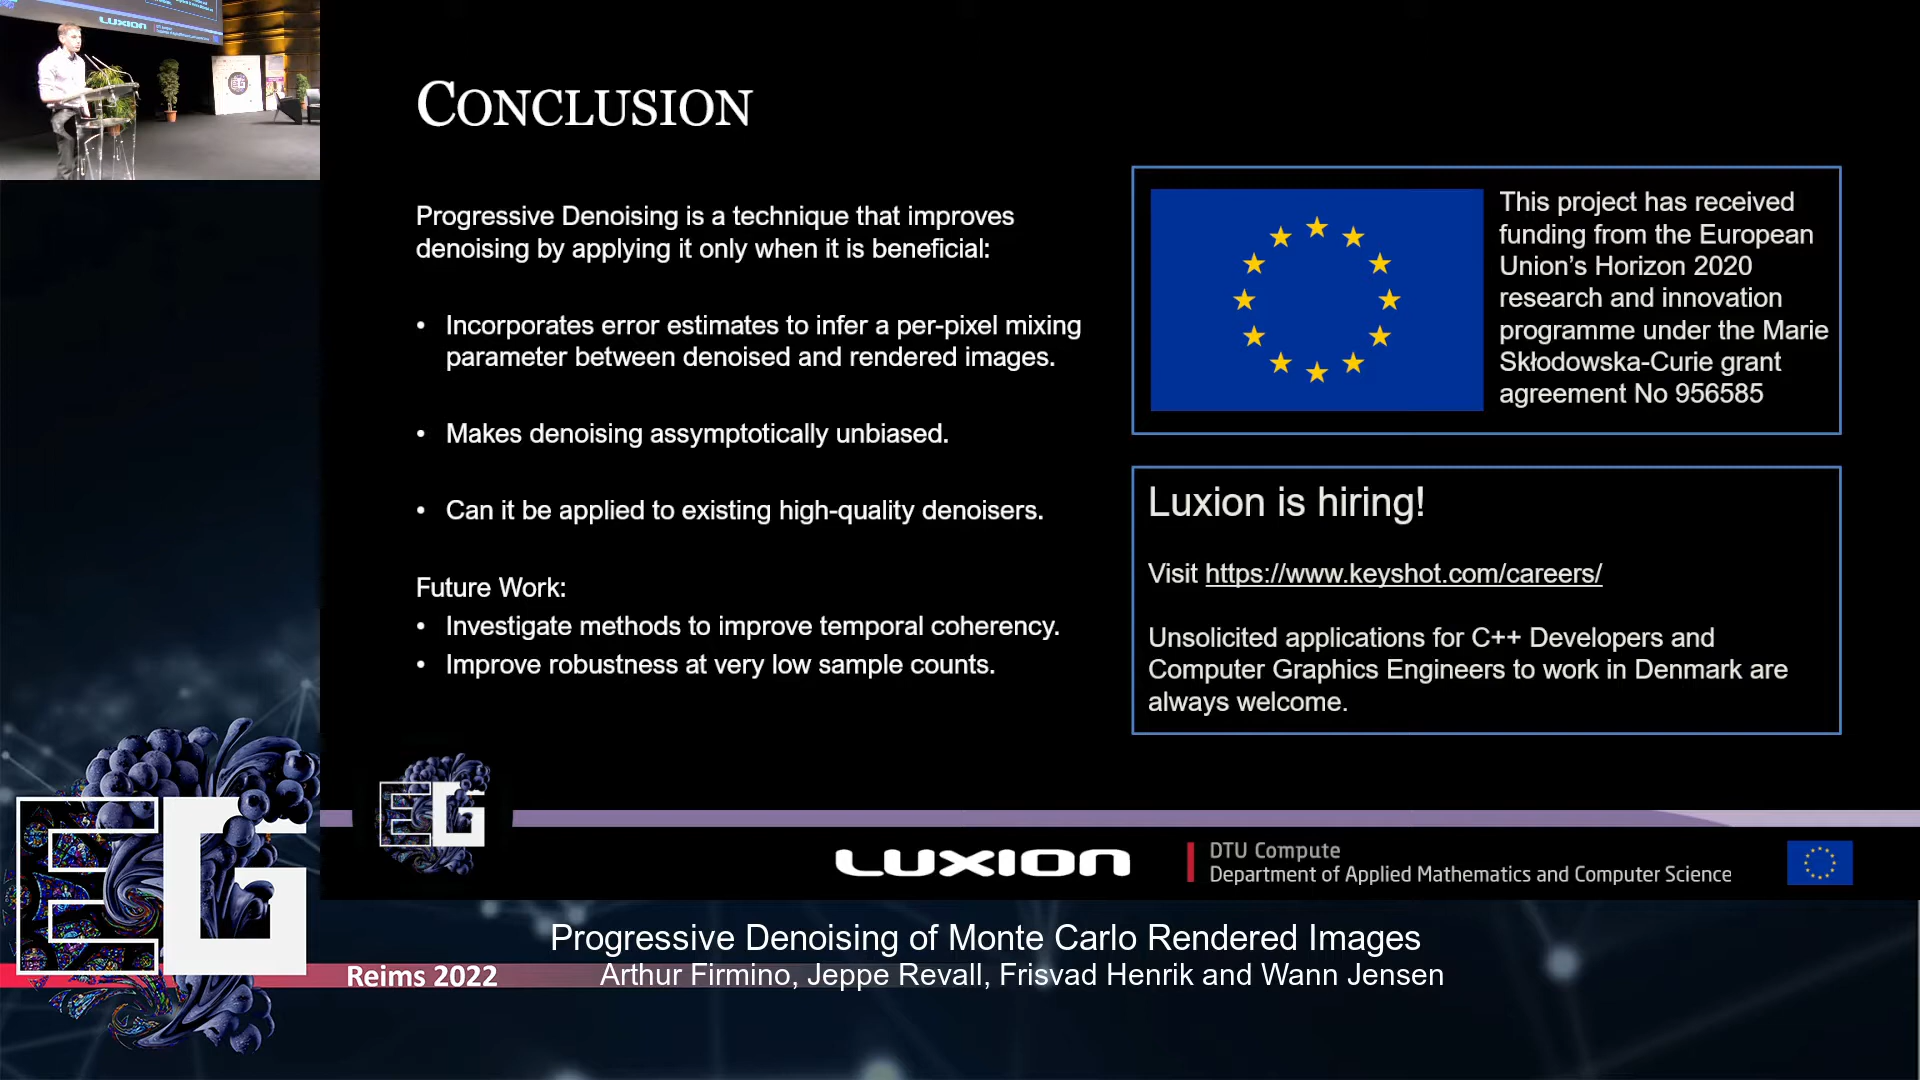 LUXION
CONCLUSION
Progressive Denoising is a technique that improves
denoising by applying it only when it is beneficial:
• Incorporates error estimates to infer a per-pixel mixing
parameter between denoised and rendered images.
• Makes denoising assymptotically unbiased.
• Can it be applied to existing high-quality denoisers.
Future Work:
• Investigate methods to improve temporal coherency.
• Improve robustness at very low sample counts.
This project has received
funding from the European
Union’s Horizon 2020
research and innovation
programme under the Marie
Skłodowska-Curie grant
agreement No 956585
Luxion is hiring!
Visit https://www.keyshot.com/careers/
Unsolicited applications for C++ Developers and
Computer Graphics Engineers to work in Denmark are
always welcome.
EG
LUXION
DTU Compute
Department of Applied Mathematics and Computer Science
EG
Reims 2022
Progressive Denoising of Monte Carlo Rendered Images
Arthur Firmino, Jeppe Revall, Frisvad Henrik and Wann Jensen